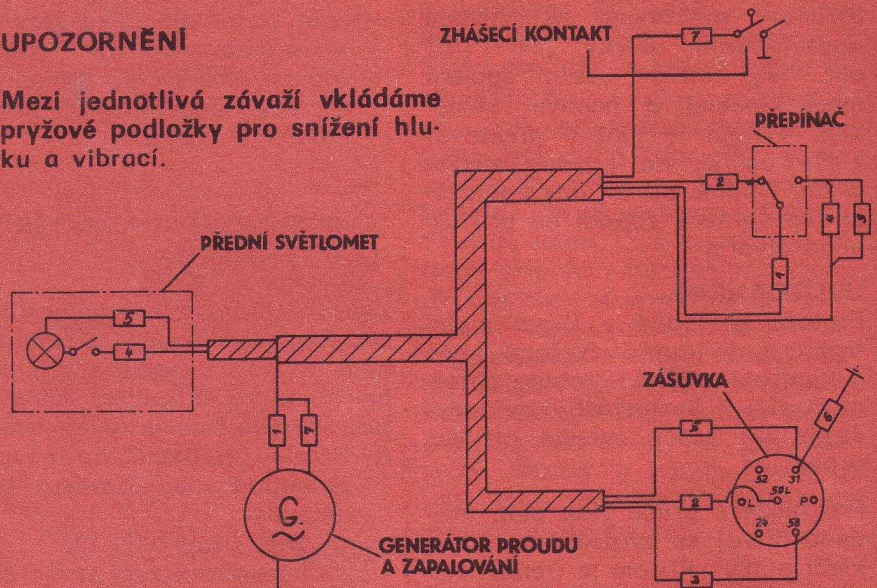 UPOZORNĚNÍ
Mezi jednotlivá závaží vkládáme
pryžové podložky pro snížení hlu-
ku a vibrací.
ZHÁŠECÍ KONTAKT
7
PŘEPÍNAČ
2
4
3
1
PŘEDNÍ SVĚTLOMET
5
4
1
7
G
GENERÁTOR PROUDU
A ZAPALOVÁNÍ
ZÁSUVKA
6
5
2
3
52
31
58L
L
P
24
58